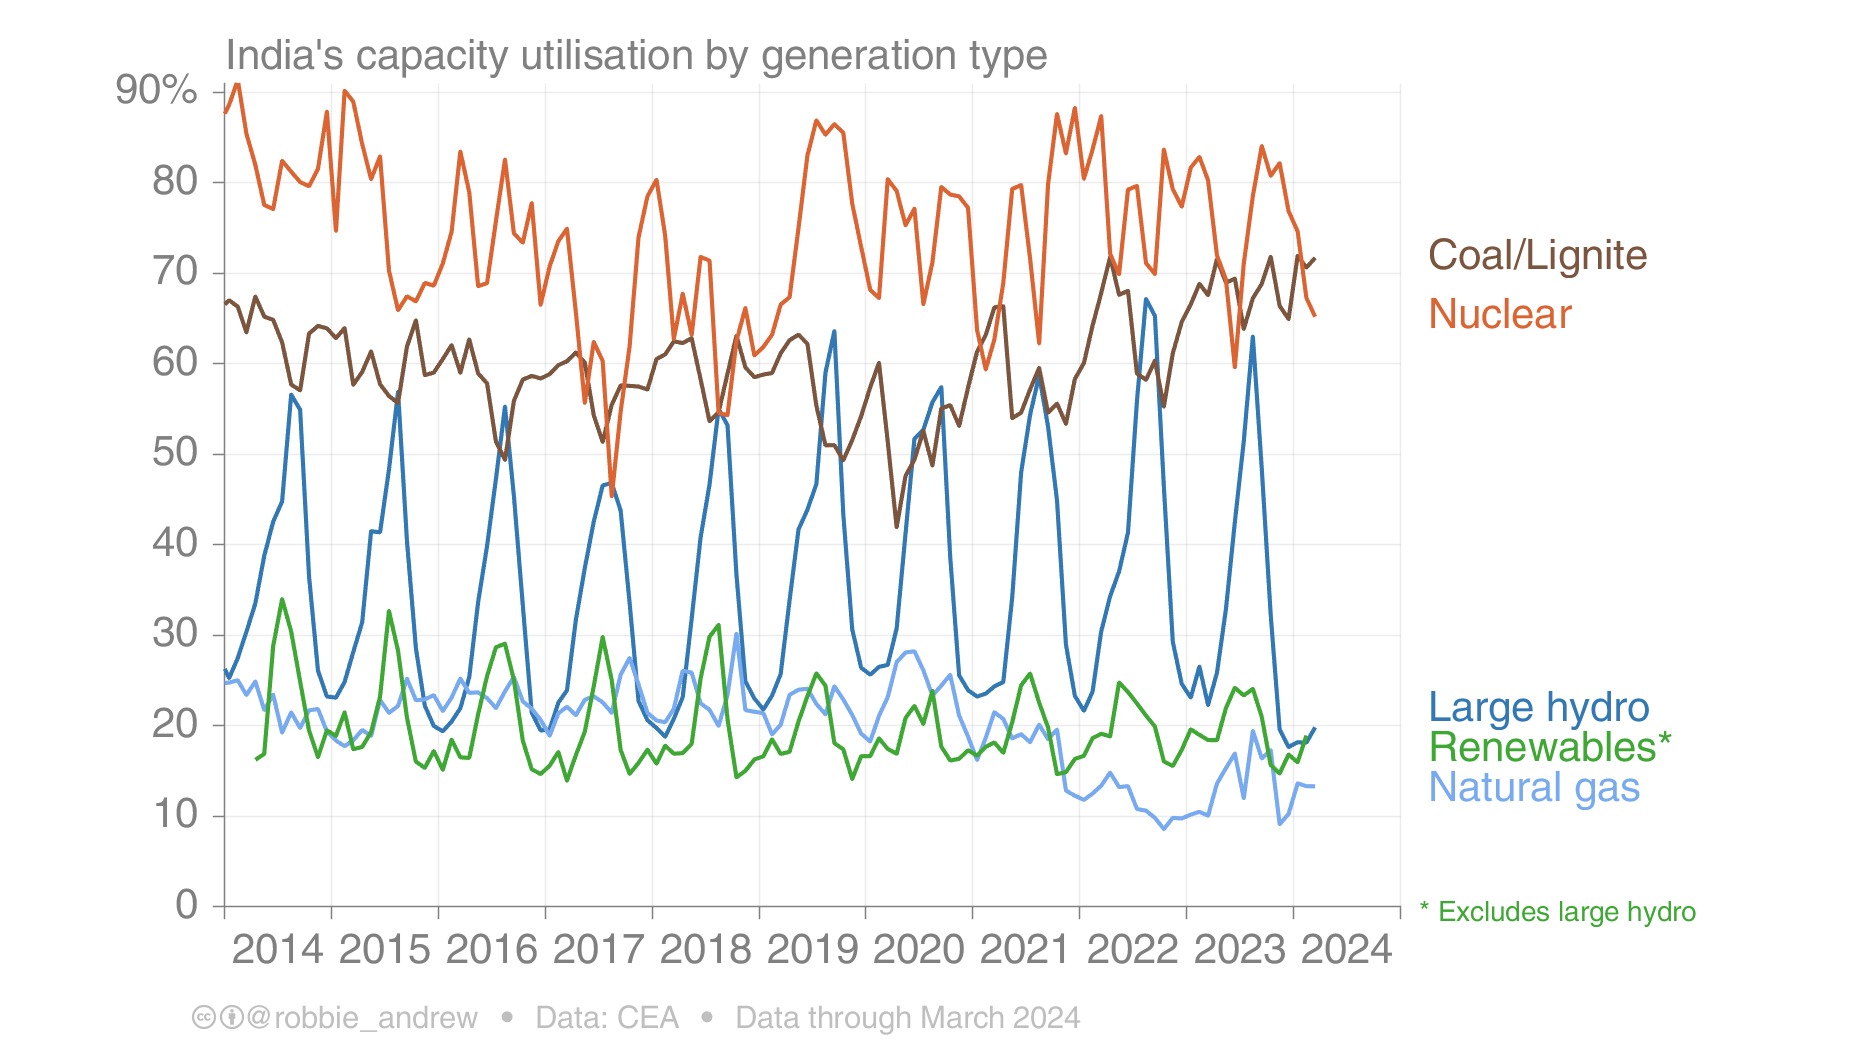 India's capacity utilisation by generation type
90%
80
70
60
50
40
30
20
10
0
2014 2015 2016 2017 2018 2019 2020 2021 2022 2023 2024
Coal/Lignite
Nuclear
Large hydro
Renewables*
Natural gas
* Excludes large hydro
cc @robbie_andrew • Data: CEA • Data through March 2024